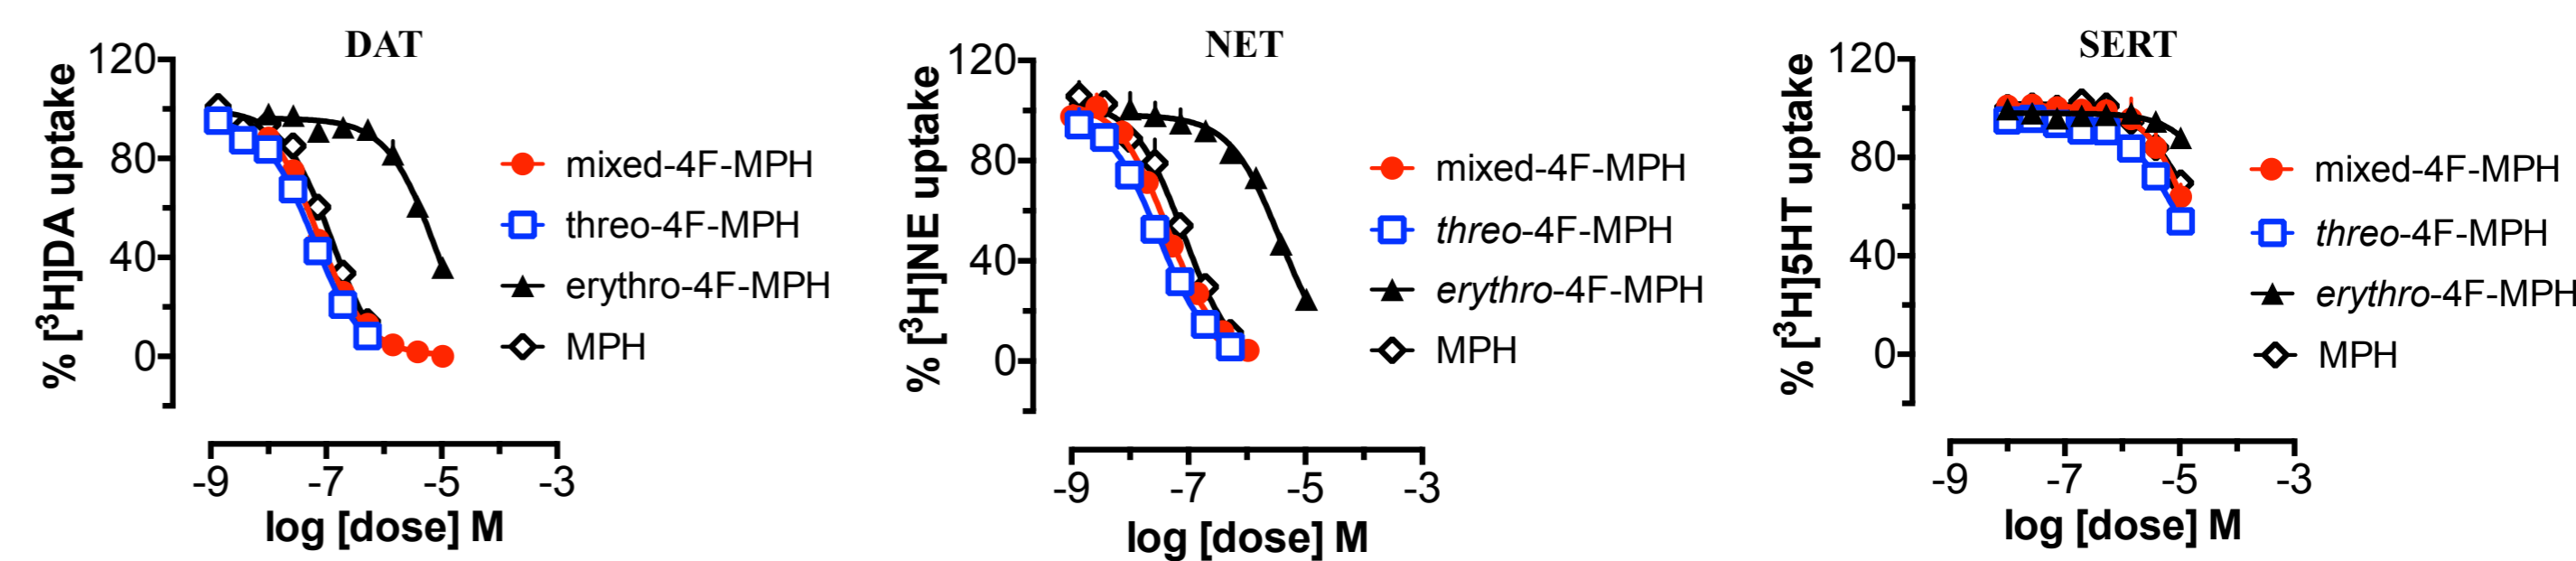 DAT
120
80
40
0
% [³H]DA uptake
-9 -7 -5 -3
log [dose] M
mixed-4F-MPH
threo-4F-MPH
erythro-4F-MPH
MPH
NET
120
80
40
0
% [³H]NE uptake
-9 -7 -5 -3
log [dose] M
mixed-4F-MPH
threo-4F-MPH
erythro-4F-MPH
MPH
SERT
120
80
40
0
% [³H]5HT uptake
-9 -7 -5 -3
log [dose] M
mixed-4F-MPH
threo-4F-MPH
erythro-4F-MPH
MPH